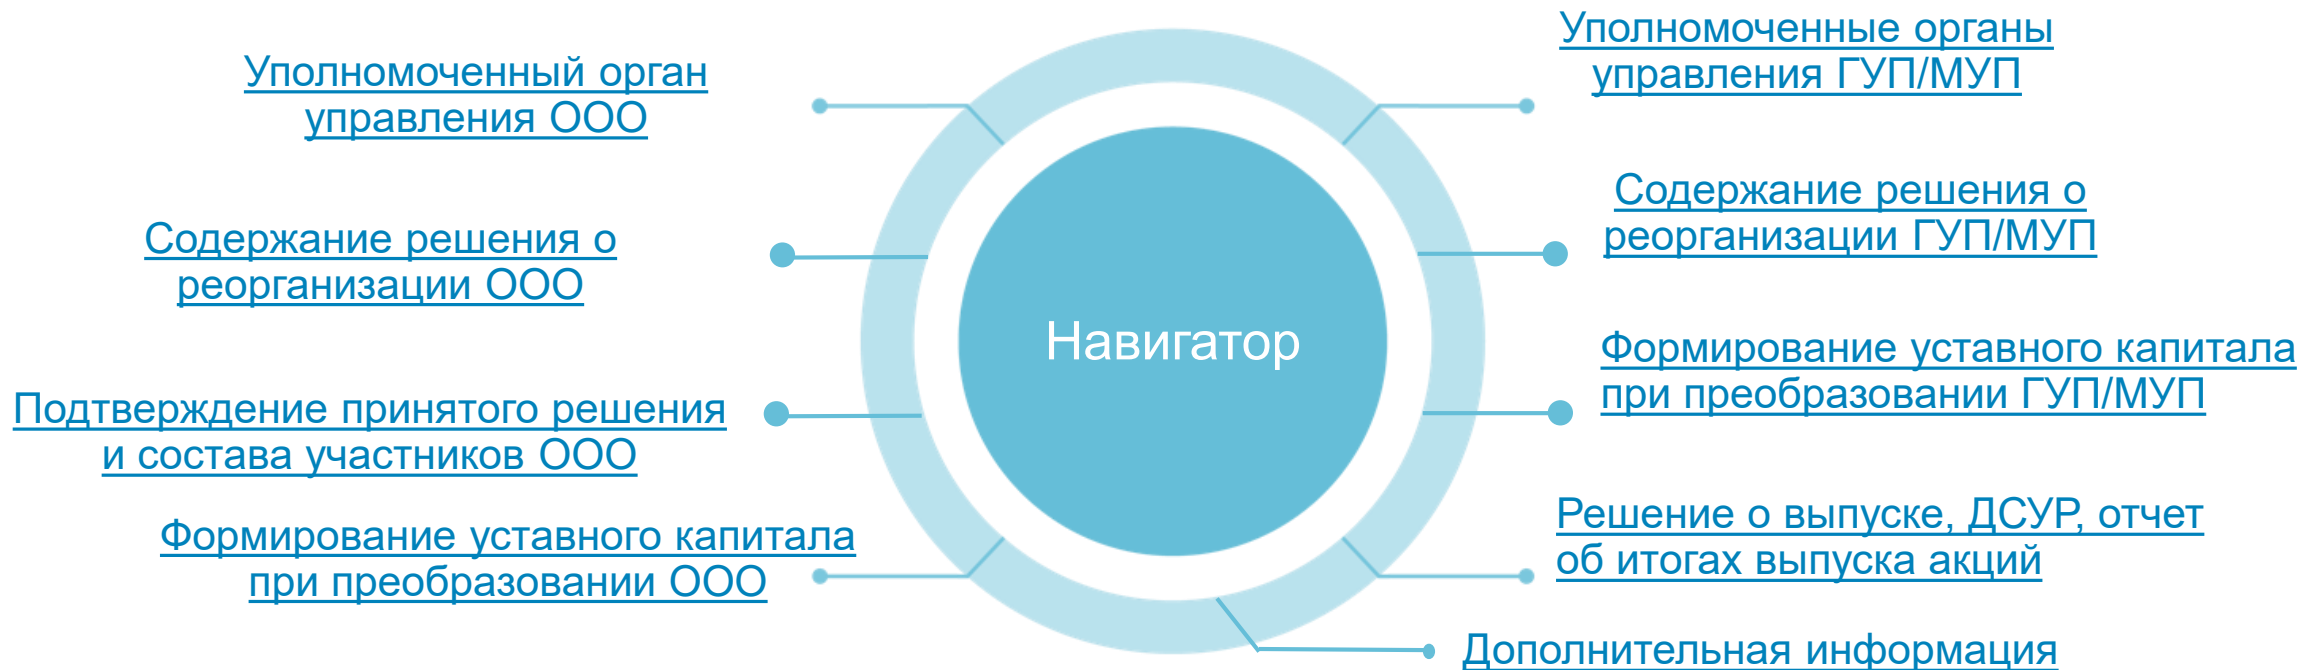 Уполномоченный орган
управления ООО
Содержание решения о
реорганизации ООО
Подтверждение принятого решения
и состава участников ООО
Формирование уставного капитала
при преобразовании ООО
Навигатор
Уполномоченные органы
управления ГУП/МУП
Содержание решения о
реорганизации ГУП/МУП
Формирование уставного капитала
при преобразовании ГУП/МУП
Решение о выпуске, ДСУР, отчет
об итогах выпуска акций
Дополнительная информация